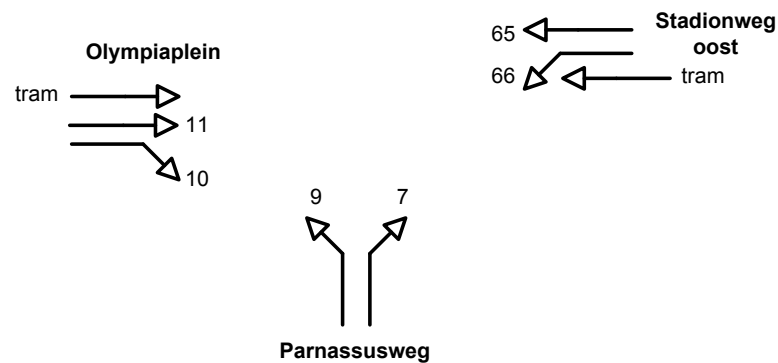 Olympiaplein
tram
11
10
65
66
Stadionweg
oost
tram
9
7
Parnassusweg